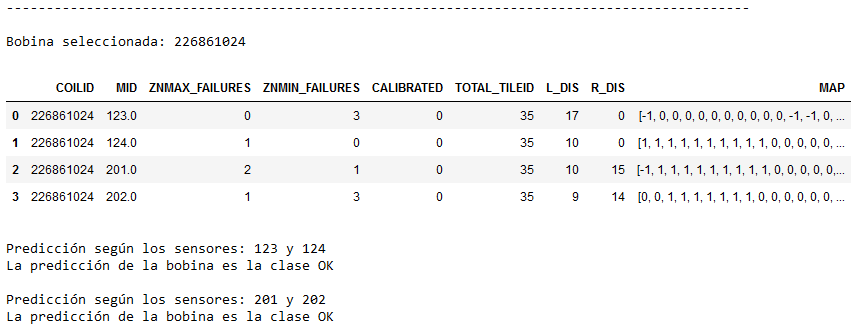 --------------------------------------------------------------------------------------------
Bobina seleccionada: 226861024
COILID MID ZNMAX_FAILURES ZNMIN_FAILURES CALIBRATED TOTAL_TILEID L_DIS R_DIS MAP
0 226861024 123.0 0 3 0 35 17 0 [-1, 0, 0, 0, 0, 0, 0, 0, 0, 0, 0, -1, -1, 0, ...
1 226861024 124.0 1 0 0 35 10 0 [1, 1, 1, 1, 1, 1, 1, 1, 1, 1, 0, 0, 0, 0, 0, ...
2 226861024 201.0 2 1 0 35 10 15 [-1, 1, 1, 1, 1, 1, 1, 1, 1, 1, 0, 0, 0, 0, 0,...
3 226861024 202.0 1 3 0 35 9 14 [0, 0, 1, 1, 1, 1, 1, 1, 1, 0, 0, 0, 0, 0, 0, ...
Predicción según los sensores: 123 y 124
La predicción de la bobina es la clase OK
Predicción según los sensores: 201 y 202
La predicción de la bobina es la clase OK